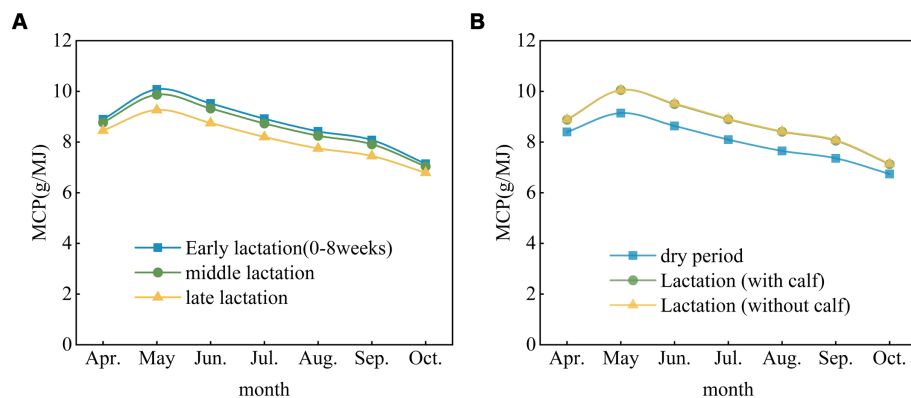 A
MCP(g/MJ)
12
10
8
6
4
2
0
Early lactation(0-8weeks)
middle lactation
late lactation
Apr. May Jun. Jul. Aug. Sep. Oct.
month
B
MCP(g/MJ)
12
10
8
6
4
2
0
dry period
Lactation (with calf)
Lactation (without calf)
Apr. May Jun. Jul. Aug. Sep. Oct.
month